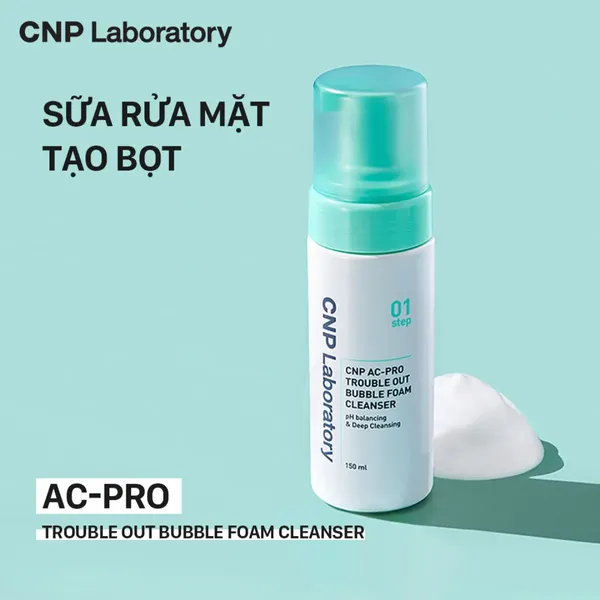 CNP Laboratory
SỮA RỬA MẶT
TẠO BỌT
CNP Laboratory
01
step
CNP AC-PRO
TROUBLE OUT
BUBBLE FOAM
CLEANSER
pH balancing
& Deep Cleansing
150 ml
AC-PRO
TROUBLE OUT BUBBLE FOAM CLEANSER